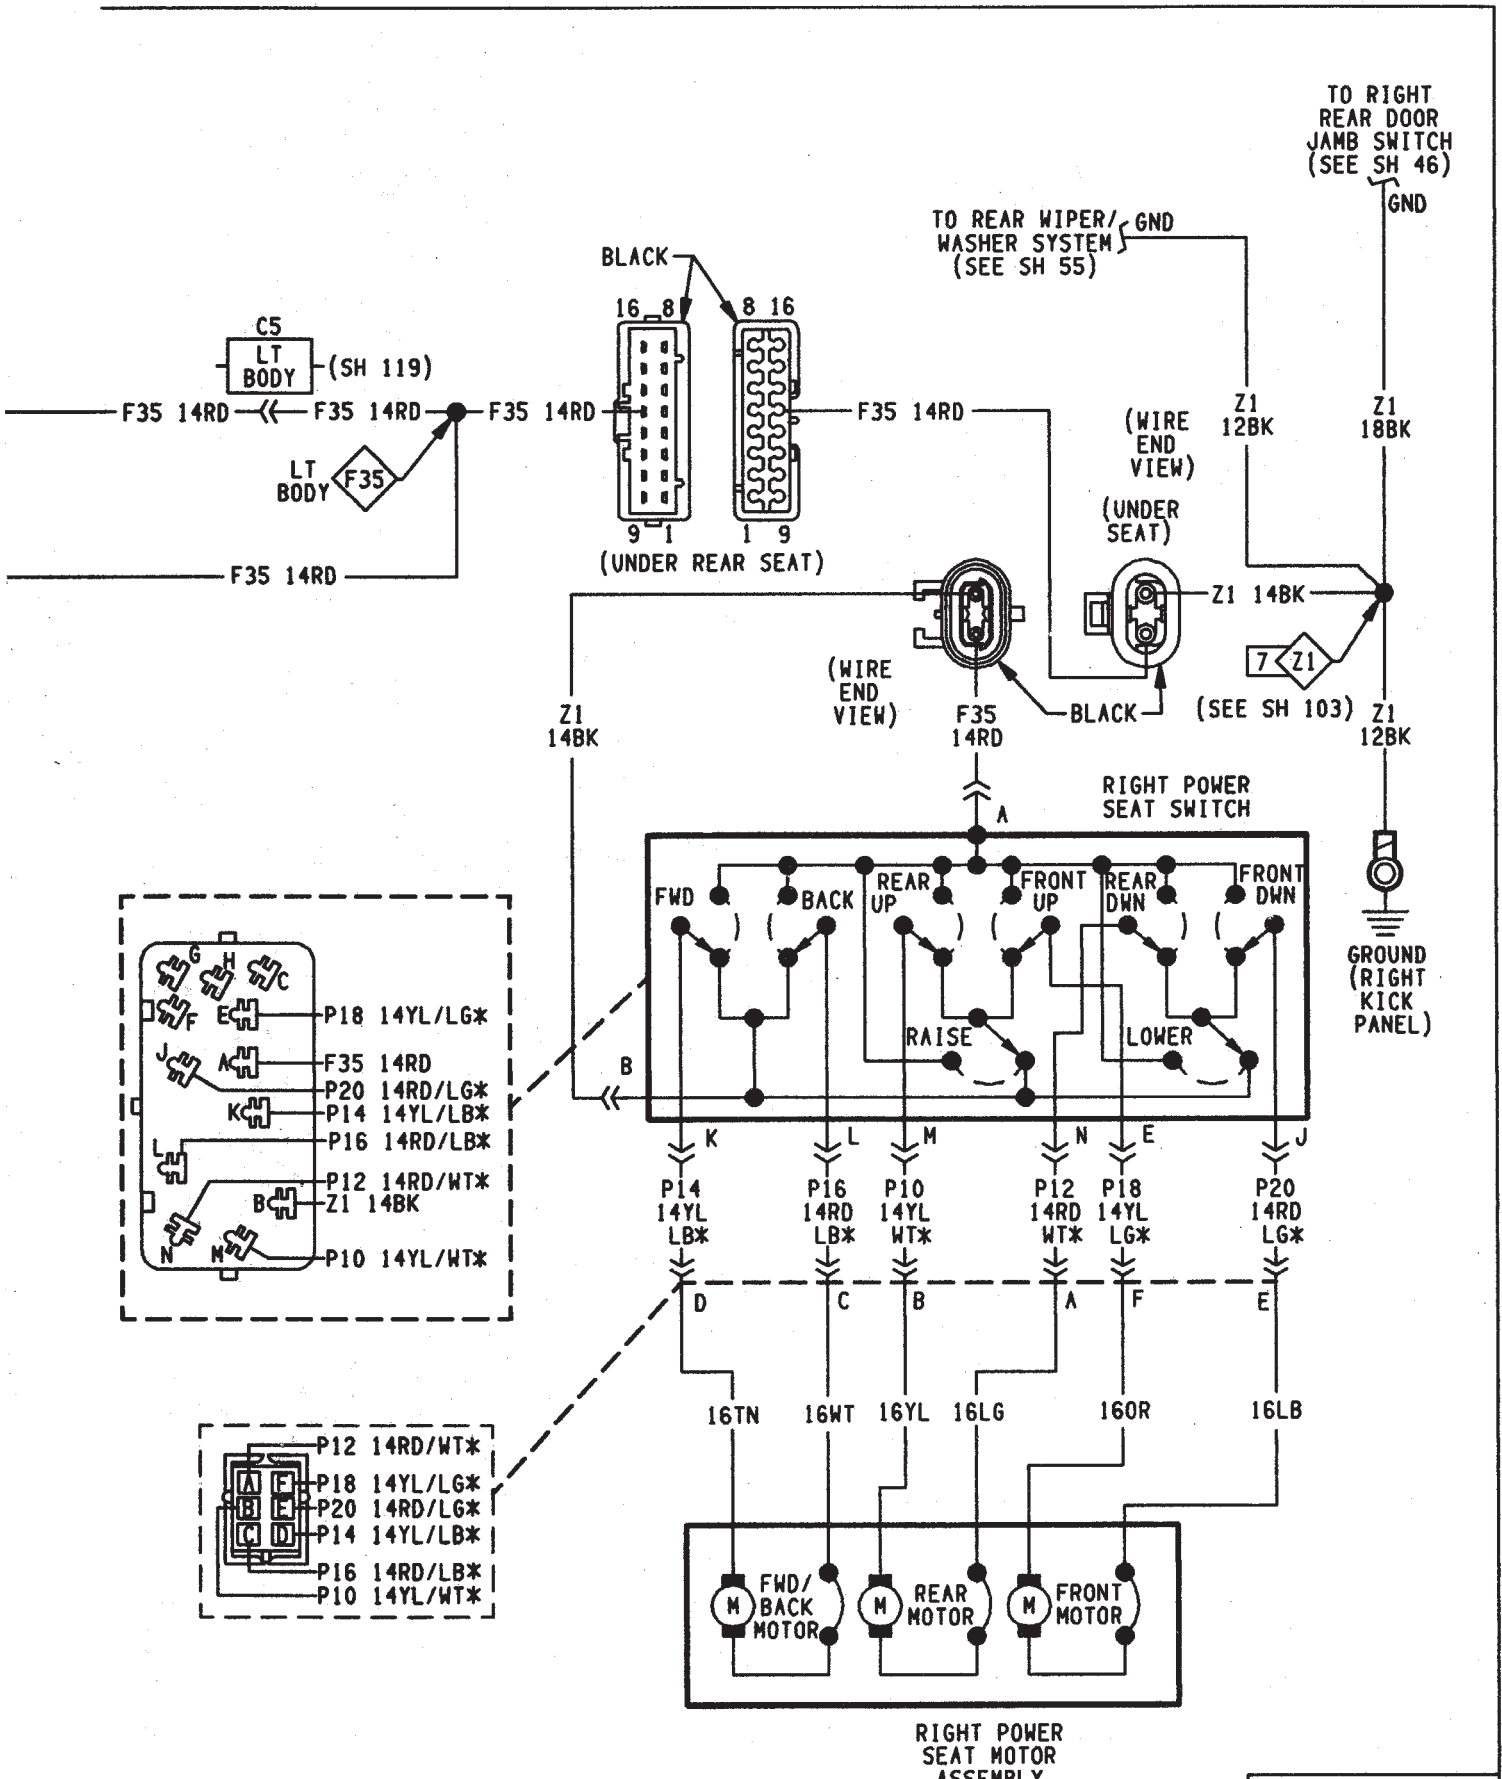 TO RIGHT
REAR DOOR
JAMB SWITCH
(SEE SH 46)
GND
TO REAR WIPER/
WASHER SYSTEM
(SEE SH 55)
GND
BLACK
16 8
8 16
C5
LT
BODY
(SH 119)
F35 14RD
F35 14RD
F35 14RD
F35 14RD
Z1
12BK
Z1
18BK
(WIRE
END
VIEW)
LT
BODY
F35
(UNDER
SEAT)
9 1
1 9
(UNDER REAR SEAT)
F35 14RD
Z1 14BK
7
Z1
(SEE SH 103)
(WIRE
END
VIEW)
BLACK
Z1
14BK
F35
14RD
Z1
12BK
RIGHT POWER
SEAT SWITCH
A
FWD
BACK
REAR
UP
FRONT
UP
REAR
DWN
FRONT
DWN
RAISE
LOWER
B
GROUND
(RIGHT
KICK
PANEL)
G
H
C
F
E
P18 14YL/LG*
J
A
F35 14RD
P20 14RD/LG*
K
P14 14YL/LB*
P16 14RD/LB*
L
P12 14RD/WT*
B
Z1 14BK
N
M
P10 14YL/WT*
K
L
M
N
E
J
P14
14YL
LB*
P16
14RD
LB*
P10
14YL
WT*
P12
14RD
WT*
P18
14YL
LG*
P20
14RD
LG*
D
C
B
A
F
E
16TN
16WT
16YL
16LG
16OR
16LB
P12 14RD/WT*
A F
P18 14YL/LG*
B E
P20 14RD/LG*
C D
P14 14YL/LB*
P16 14RD/LB*
P10 14YL/WT*
M
FWD/
BACK
MOTOR
M
REAR
MOTOR
M
FRONT
MOTOR
RIGHT POWER
SEAT MOTOR
ASSEMBLY